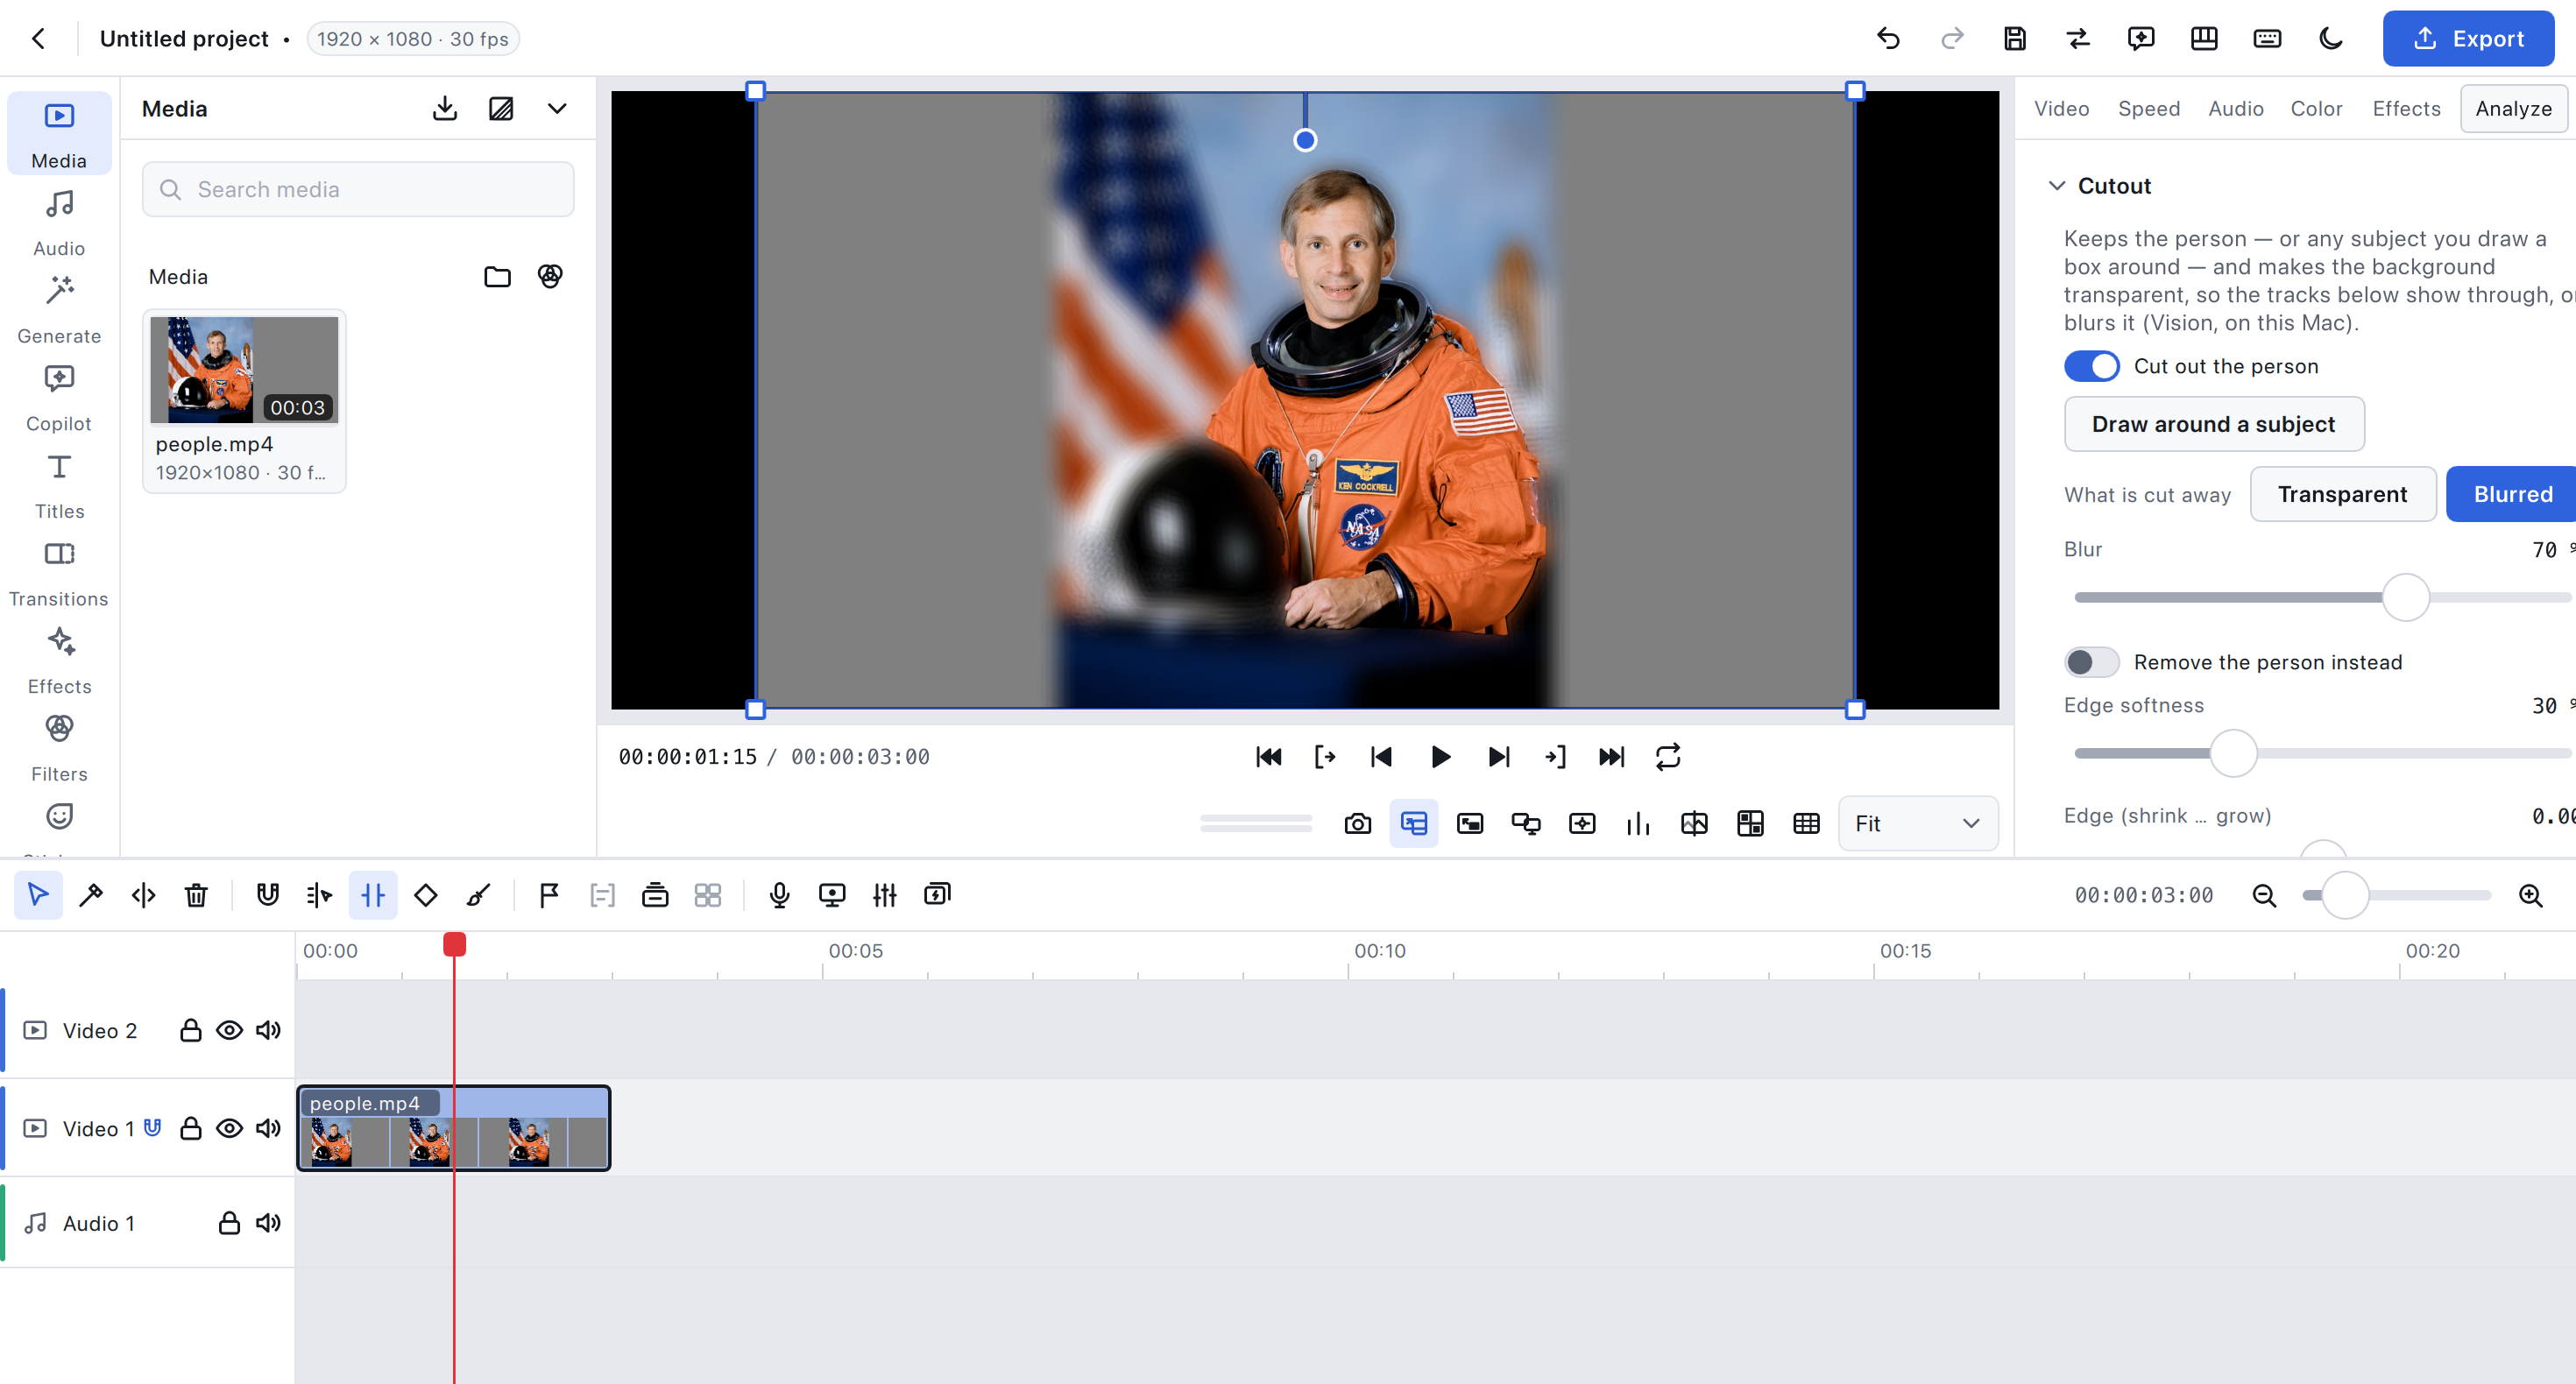 Untitled project • 1920 × 1080 · 30 fps
Export
Media
Audio
Generate
Copilot
Titles
Transitions
Effects
Filters
Media
Search media
Media
00:03
people.mp4
1920×1080 · 30 f...
KEN COCKRELL
NASA
00:00:01:15 / 00:00:03:00
Fit
Video Speed Audio Color Effects Analyze
Cutout
Keeps the person — or any subject you draw a
box around — and makes the background
transparent, so the tracks below show through,
blurs it (Vision, on this Mac).
Cut out the person
Draw around a subject
What is cut away Transparent Blurred
Blur 70
Remove the person instead
Edge softness 30
Edge (shrink … grow) 0.00
00:00:03:00
00:00 00:05 00:10 00:15 00:20
Video 2
Video 1
people.mp4
Audio 1